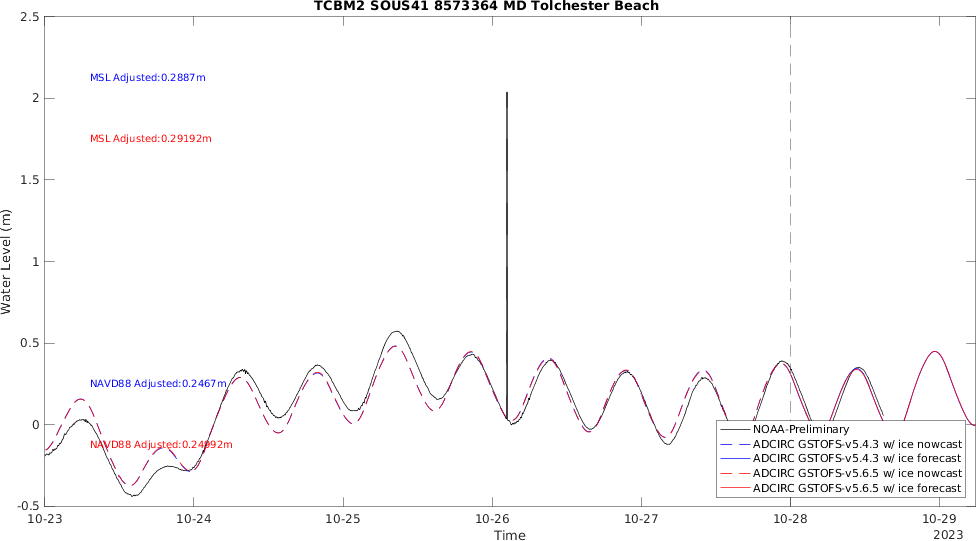 TCBM2 SOUS41 8573364 MD Tolchester Beach
2.5
2
1.5
1
0.5
0
-0.5
Water Level (m)
MSL Adjusted:0.2887m
MSL Adjusted:0.29192m
NAVD88 Adjusted:0.2467m
NAVD88 Adjusted:0.24992m
NOAA-Preliminary
ADCIRC GSTOFS-v5.4.3 w/ ice nowcast
ADCIRC GSTOFS-v5.4.3 w/ ice forecast
ADCIRC GSTOFS-v5.6.5 w/ ice nowcast
ADCIRC GSTOFS-v5.6.5 w/ ice forecast
10-23 10-24 10-25 10-26 10-27 10-28 10-29
Time
2023